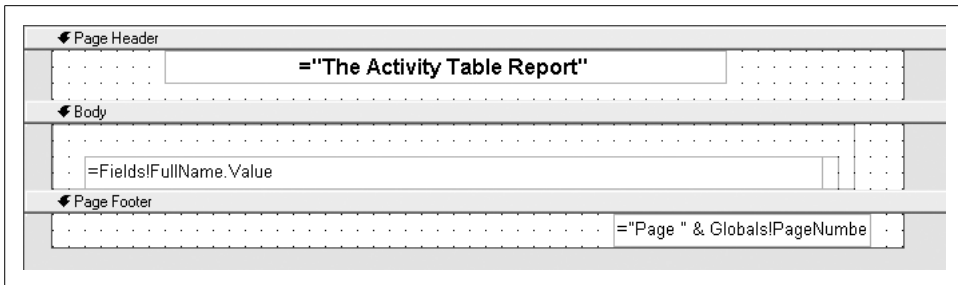 Page Header
="The Activity Table Report"
Body
=Fields!FullName.Value
Page Footer
="Page " & Globals!PageNumbe